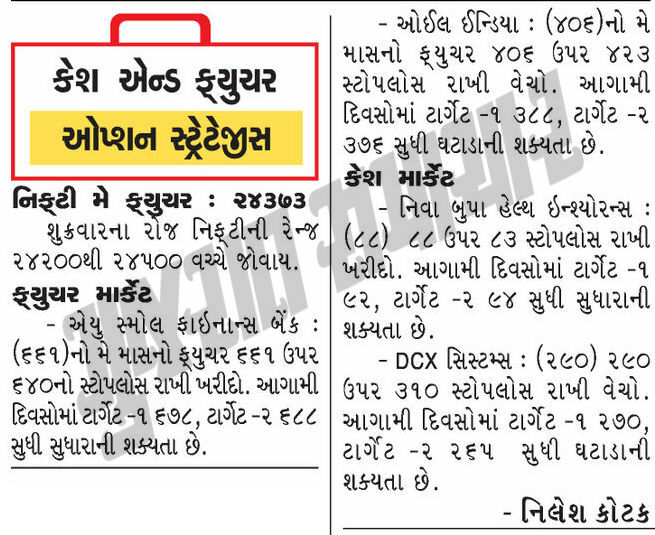 કેશ એન્ડ ફ્યુચર
ઓપ્શન સ્ટ્રેટેજીસ
નિફ્ટી મે ફ્યુચર : ૨૪૩૭૩
શુક્રવારના રોજ નિફ્ટીની રેન્જ
૨૪૨૦૦થી ૨૪૫૦૦ વચ્ચે જોવાય.
ફ્યુચર માર્કેટ
- એયુ સ્મોલ ફાઇનાન્સ બેંક :
(૬૬૧)નો મે માસનો ફ્યુચર ૬૬૧ ઉપર
૬૪૦નો સ્ટોપલોસ રાખી ખરીદો. આગામી
દિવસોમાં ટાર્ગેટ -૧ ૬૭૮, ટાર્ગેટ -૨ ૬૮૮
સુધી સુધારાની શક્યતા છે.
- ઓઈલ ઈન્ડિયા : (૪૦૬)નો મે
માસનો ફ્યુચર ૪૦૬ ઉપર ૪૨૩
સ્ટોપલોસ રાખી વેચો. આગામી
દિવસોમાં ટાર્ગેટ -૧ ૩૮૮, ટાર્ગેટ -૨
૩૭૬ સુધી ઘટાડાની શક્યતા છે.
કેશ માર્કેટ
- નિવા બુપા હેલ્થ ઇન્શ્યોરન્સ :
(૮૮) ૮૮ ઉપર ૮૩ સ્ટોપલોસ રાખી
ખરીદો. આગામી દિવસોમાં ટાર્ગેટ -૧
૯૨, ટાર્ગેટ -૨ ૯૪ સુધી સુધારાની
શક્યતા છે.
- DCX સિસ્ટમ્સ : (૨૯૦) ૨૯૦
ઉપર ૩૧૦ સ્ટોપલોસ રાખી વેચો.
આગામી દિવસોમાં ટાર્ગેટ -૧ ૨૭૦,
ટાર્ગેટ -૨ ૨૬૫ સુધી ઘટાડાની
શક્યતા છે.
- નિલેશ કોટક
ગુજરાત સમાચાર